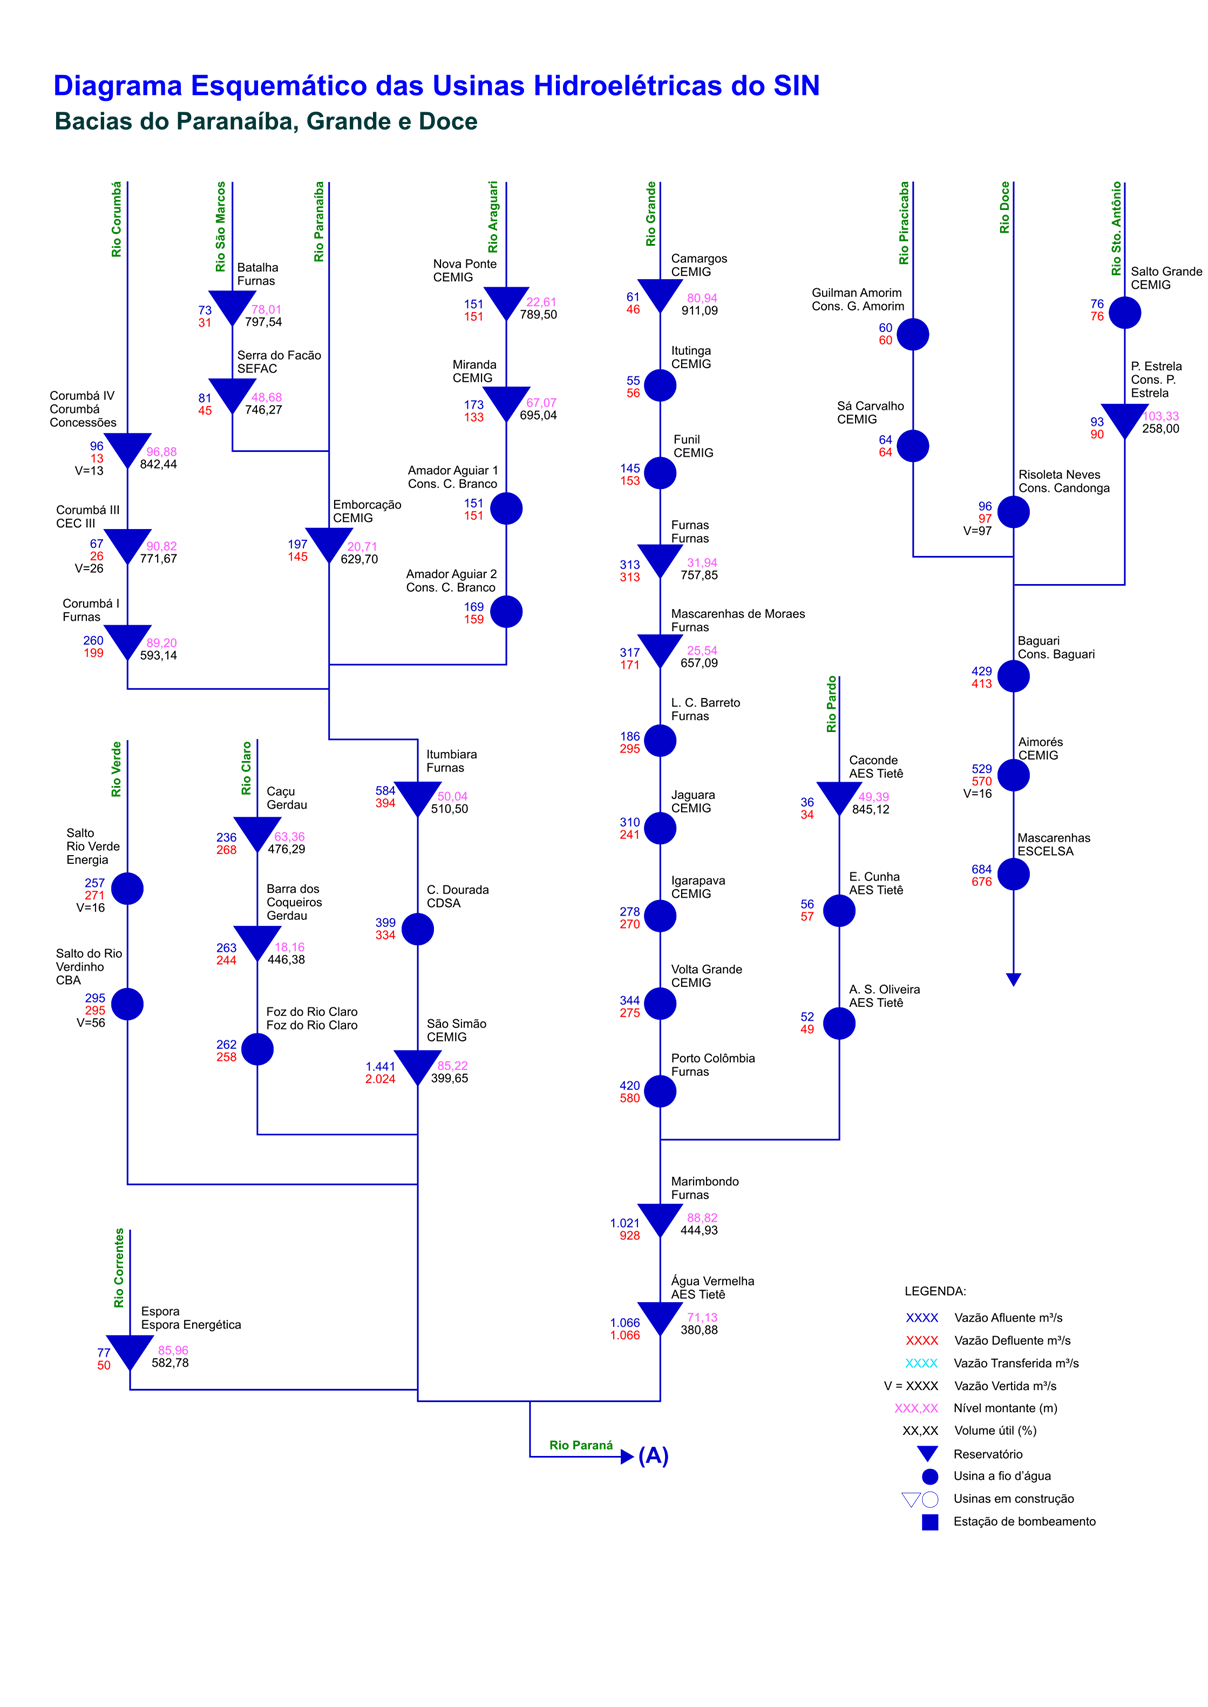 Diagrama Esquemático das Usinas Hidroelétricas do SIN
Bacias do Paranaíba, Grande e Doce
Rio Corumbá
Corumbá IV
Corumbá
Concessões
96
13
V=13
96,88
842,44
Corumbá III
CEC III
67
26
V=26
90,82
771,67
Corumbá I
Furnas
260
199
89,20
593,14
Rio São Marcos
Batalha
Furnas
73
31
78,01
797,54
Serra do Facão
SEFAC
81
45
48,68
746,27
Rio Paranaíba
Emborcação
CEMIG
197
145
20,71
629,70
Rio Araguari
Nova Ponte
CEMIG
151
151
22,61
789,50
Miranda
CEMIG
173
133
67,07
695,04
Amador Aguiar 1
Cons. C. Branco
151
151
Amador Aguiar 2
Cons. C. Branco
169
159
Rio Verde
Salto
Rio Verde
Energia
257
271
V=16
Salto do Rio
Verdinho
CBA
295
295
V=56
Rio Claro
Caçu
Gerdau
236
268
63,36
476,29
Barra dos
Coqueiros
Gerdau
263
244
18,16
446,38
Foz do Rio Claro
Foz do Rio Claro
262
258
Itumbiara
Furnas
584
394
50,04
510,50
C. Dourada
CDSA
399
334
São Simão
CEMIG
1.441
2.024
85,22
399,65
Rio Correntes
Espora
Espora Energética
77
50
85,96
582,78
Rio Grande
Camargos
CEMIG
61
46
80,94
911,09
Itutinga
CEMIG
55
56
Funil
CEMIG
145
153
Furnas
Furnas
313
313
31,94
757,85
Mascarenhas de Moraes
Furnas
317
171
25,54
657,09
L. C. Barreto
Furnas
186
295
Jaguara
CEMIG
310
241
Igarapava
CEMIG
278
270
Volta Grande
CEMIG
344
275
Porto Colômbia
Furnas
420
580
Rio Pardo
Caconde
AES Tietê
36
34
49,39
845,12
E. Cunha
AES Tietê
56
57
A. S. Oliveira
AES Tietê
52
49
Marimbondo
Furnas
1.021
928
88,82
444,93
Água Vermelha
AES Tietê
1.066
1.066
71,13
380,88
Rio Paraná
(A)
Rio Piracicaba
Guilman Amorim
Cons. G. Amorim
60
60
Sá Carvalho
CEMIG
64
64
Rio Doce
Risoleta Neves
Cons. Candonga
96
97
V=97
Rio Sto. Antônio
Salto Grande
CEMIG
76
76
P. Estrela
Cons. P.
Estrela
93
90
103,33
258,00
Baguari
Cons. Baguari
429
413
Aimorés
CEMIG
529
570
V=16
Mascarenhas
ESCELSA
684
676
LEGENDA:
XXXX Vazão Afluente m³/s
XXXX Vazão Defluente m³/s
XXXX Vazão Transferida m³/s
V = XXXX Vazão Vertida m³/s
XXX,XX Nível montante (m)
XX,XX Volume útil (%)
Reservatório
Usina a fio d'água
Usinas em construção
Estação de bombeamento